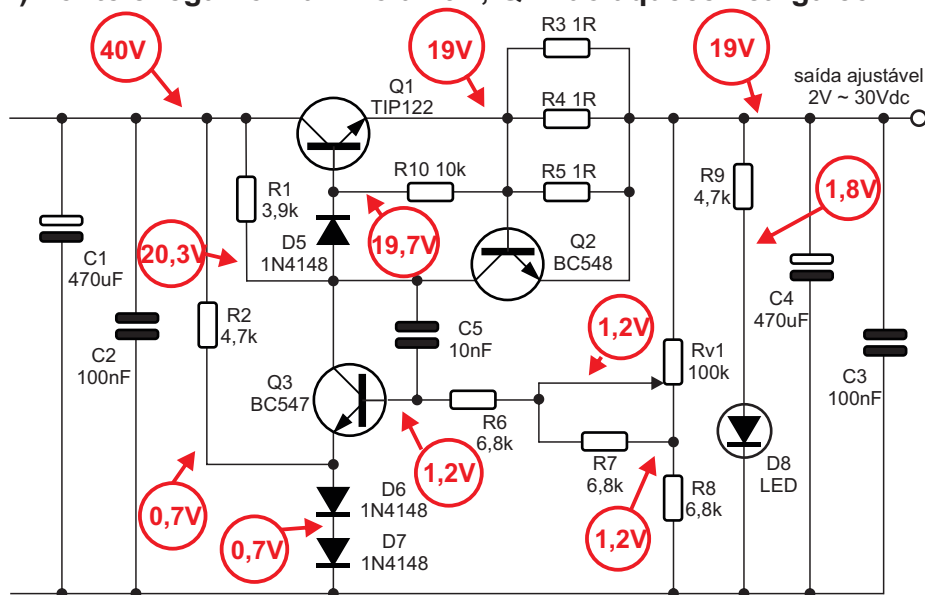 40V
19V
R3 1R
19V
saída ajustável
2V ~ 30Vdc
Q1
TIP122
R4 1R
R10 10k
R5 1R
R9
4,7k
1,8V
R1
3,9k
19,7V
Q2
BC548
D5
1N4148
20,3V
C1
470uF
R2
4,7k
C4
470uF
C2
100nF
C5
10nF
1,2V
Rv1
100k
C3
100nF
Q3
BC547
R6
6,8k
1,2V
R7
6,8k
D8
LED
R8
6,8k
D6
1N4148
0,7V
0,7V
D7
1N4148
1,2V